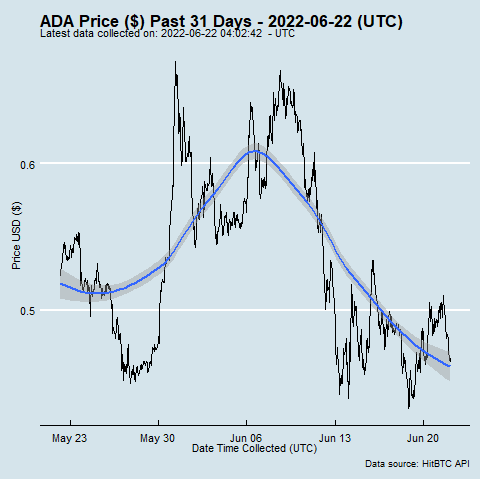 ADA Price ($) Past 31 Days - 2022-06-22 (UTC)
Latest data collected on: 2022-06-22 04:02:42 - UTC
0.6
0.5
Price USD ($)
May 23 May 30 Jun 06 Jun 13 Jun 20
Date Time Collected (UTC)
Data source: HitBTC API